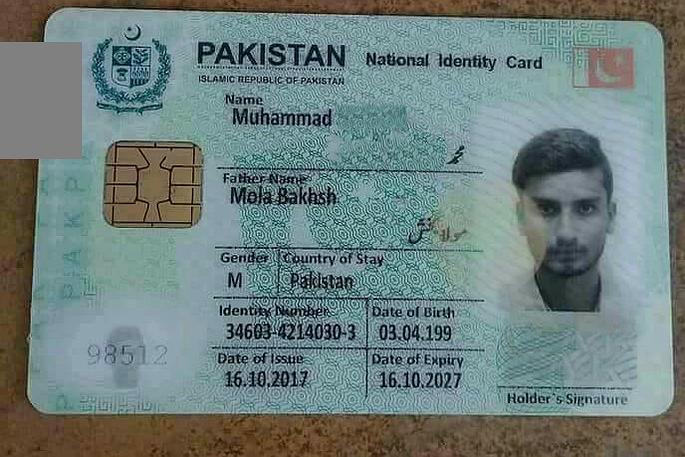 PAKISTAN National Identity Card
ISLAMIC REPUBLIC OF PAKISTAN
Name
Muhammad
محمد
Father Name
Mola Bakhsh
مولا بخش
Gender Country of Stay
M Pakistan
Identity Number Date of Birth
34603-4214030-3 03.04.199
98512
Date of Issue Date of Expiry
16.10.2017 16.10.2027
Holder's Signature